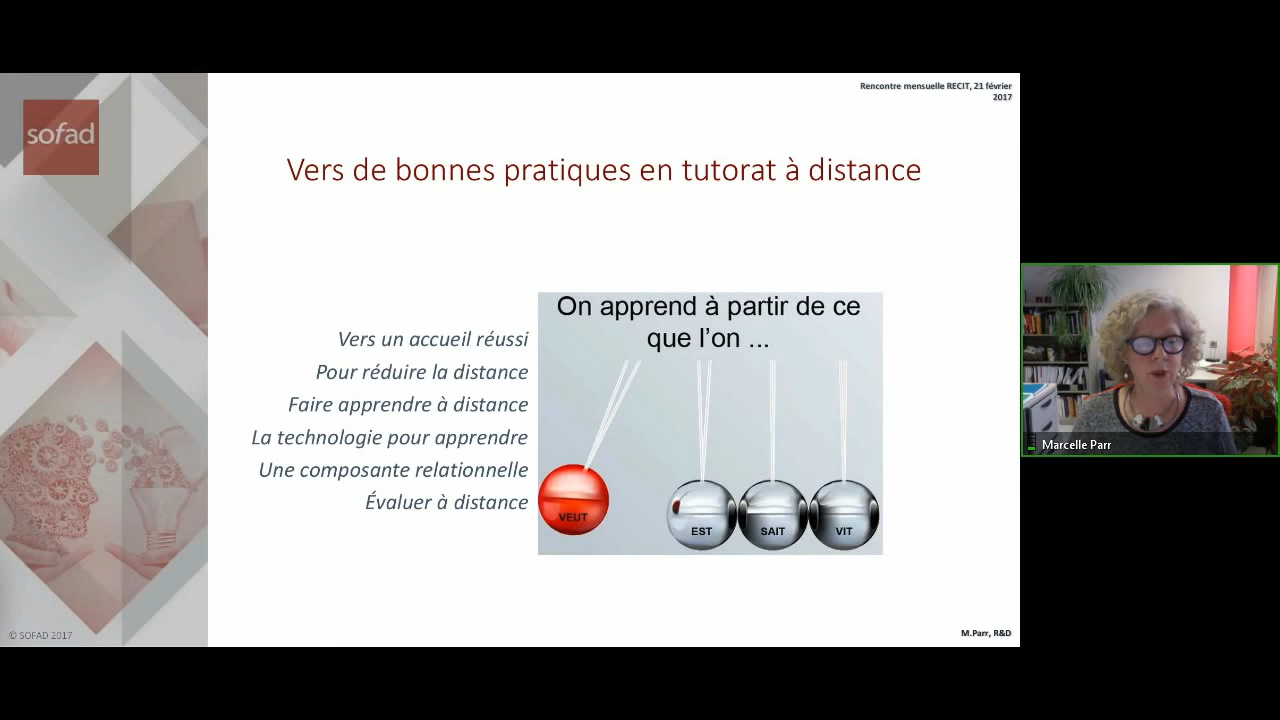 sofad
Rencontre mensuelle RECIT, 21 février
2017
Vers de bonnes pratiques en tutorat à distance
Vers un accueil réussi
Pour réduire la distance
Faire apprendre à distance
La technologie pour apprendre
Une composante relationnelle
Évaluer à distance
On apprend à partir de ce
que l’on ...
VEUT
EST
SAIT
VIT
Marcelle Parr
© SOFAD 2017
M.Parr, R&D